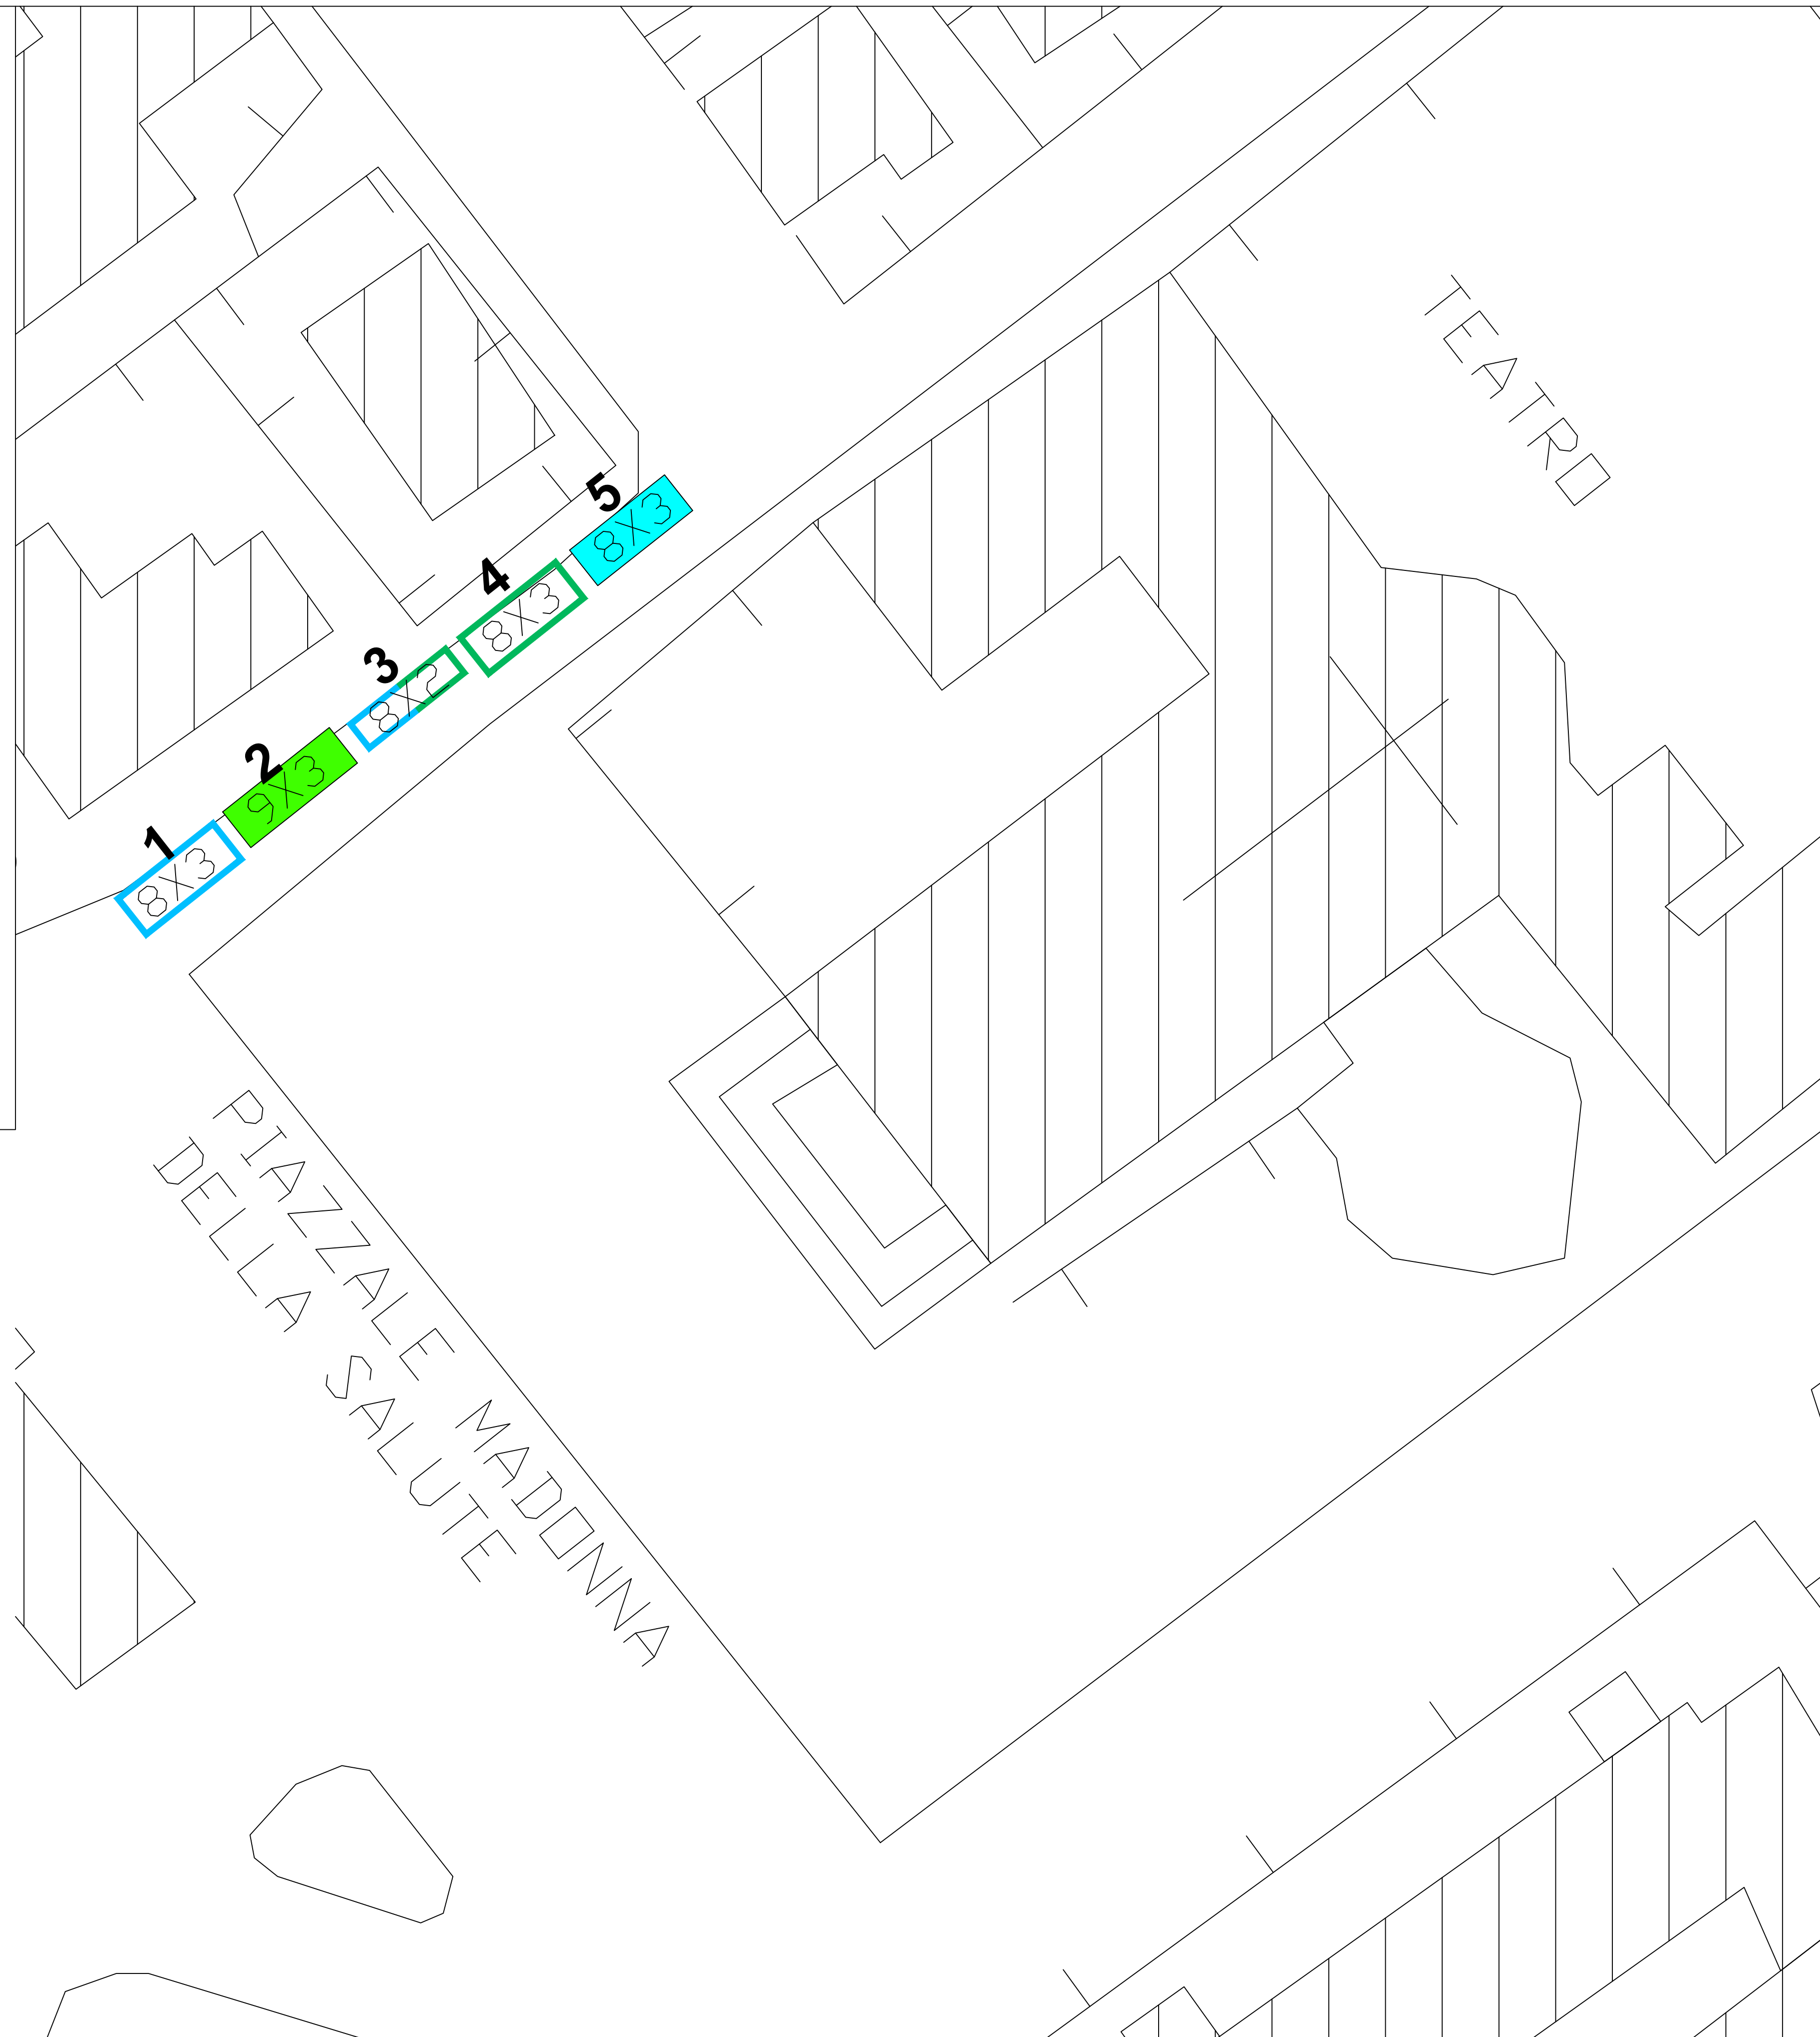 TEATRO
5
8X3
4
8X3
3
8X2
2
9X3
1
8X3
PIAZZALE MADONNA
DELLA SALUTE